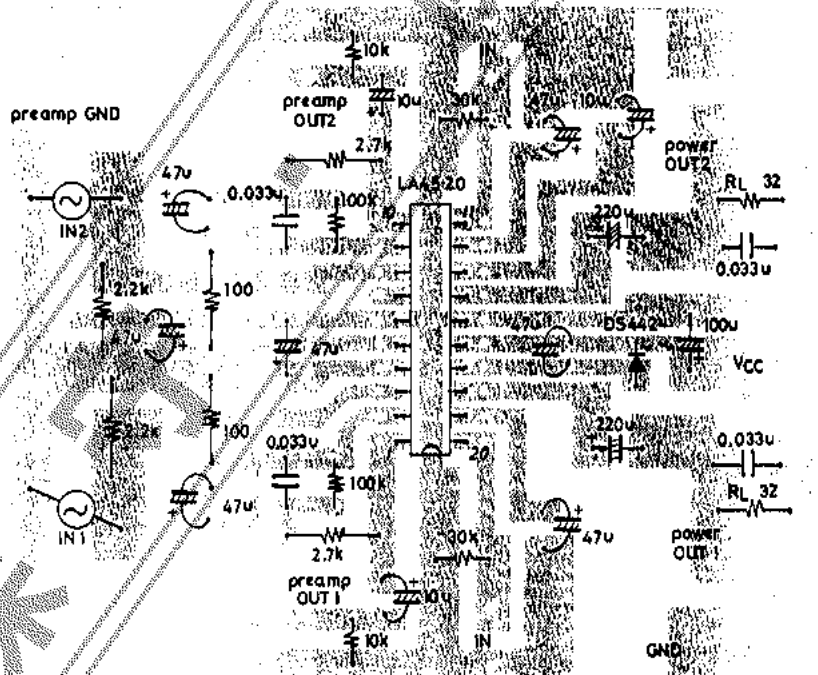 10k
IN
preamp
OUT2
10u
30k
47u
10u
preamp GND
power
OUT2
2.7k
47u
0.033u
LA4520
100k
RL 32
IN2
220u
0.033u
2.2k
100
47u
47u
47u
DS442
100u
VCC
2.2k
100
0.033u
220u
0.033u
20
100k
RL 32
47u
IN1
2.7k
30k
47u
power
OUT 1
preamp
OUT 1
10u
10k
IN
GND